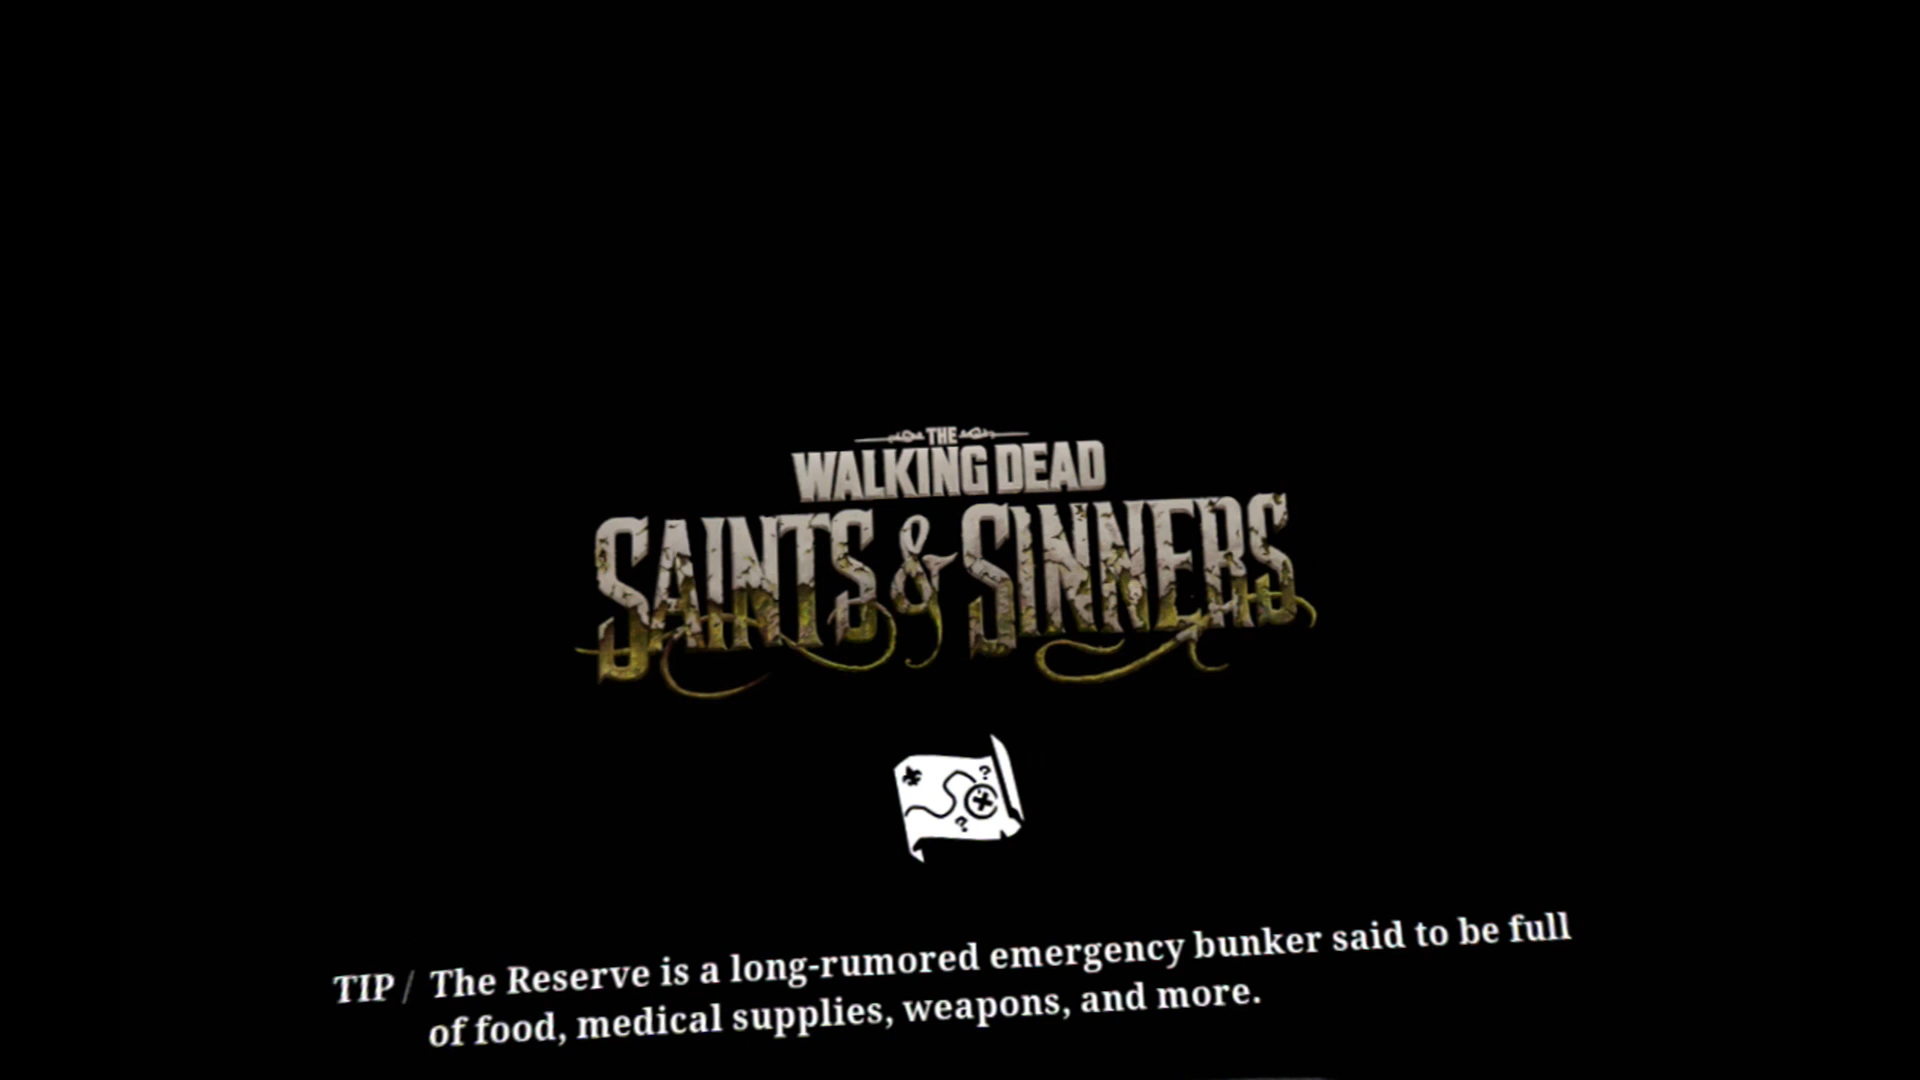 THE
WALKING DEAD
SAINTS & SINNERS
? ?
TIP / The Reserve is a long-rumored emergency bunker said to be full
of food, medical supplies, weapons, and more.